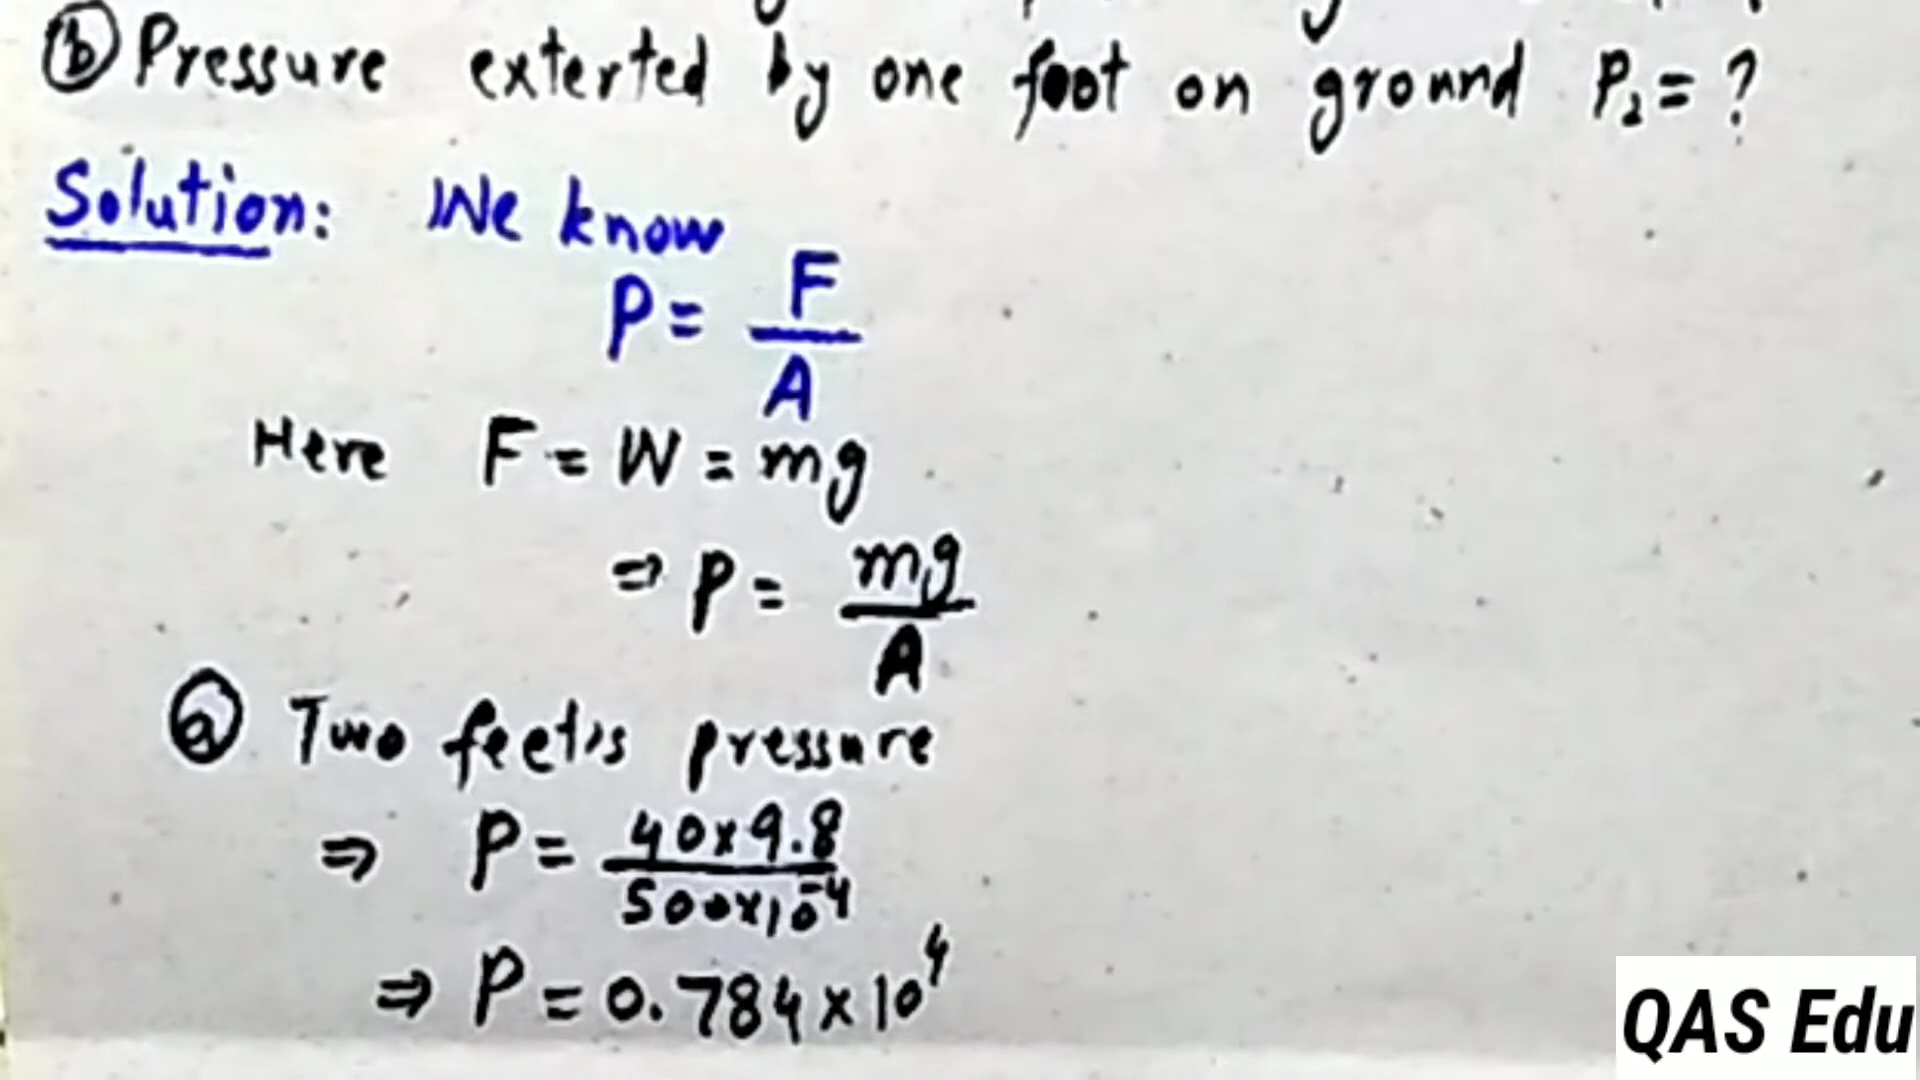 ⓑ Pressure exterted by one foot on ground P₂ = ?
Solution: We know
P = F
A
Here F = W = mg
⇒ P = mg
A
ⓐ Two feet's pressure
⇒ P = 40×9.8
500×10⁻⁴
⇒ P = 0.784×10⁴
QAS Edu